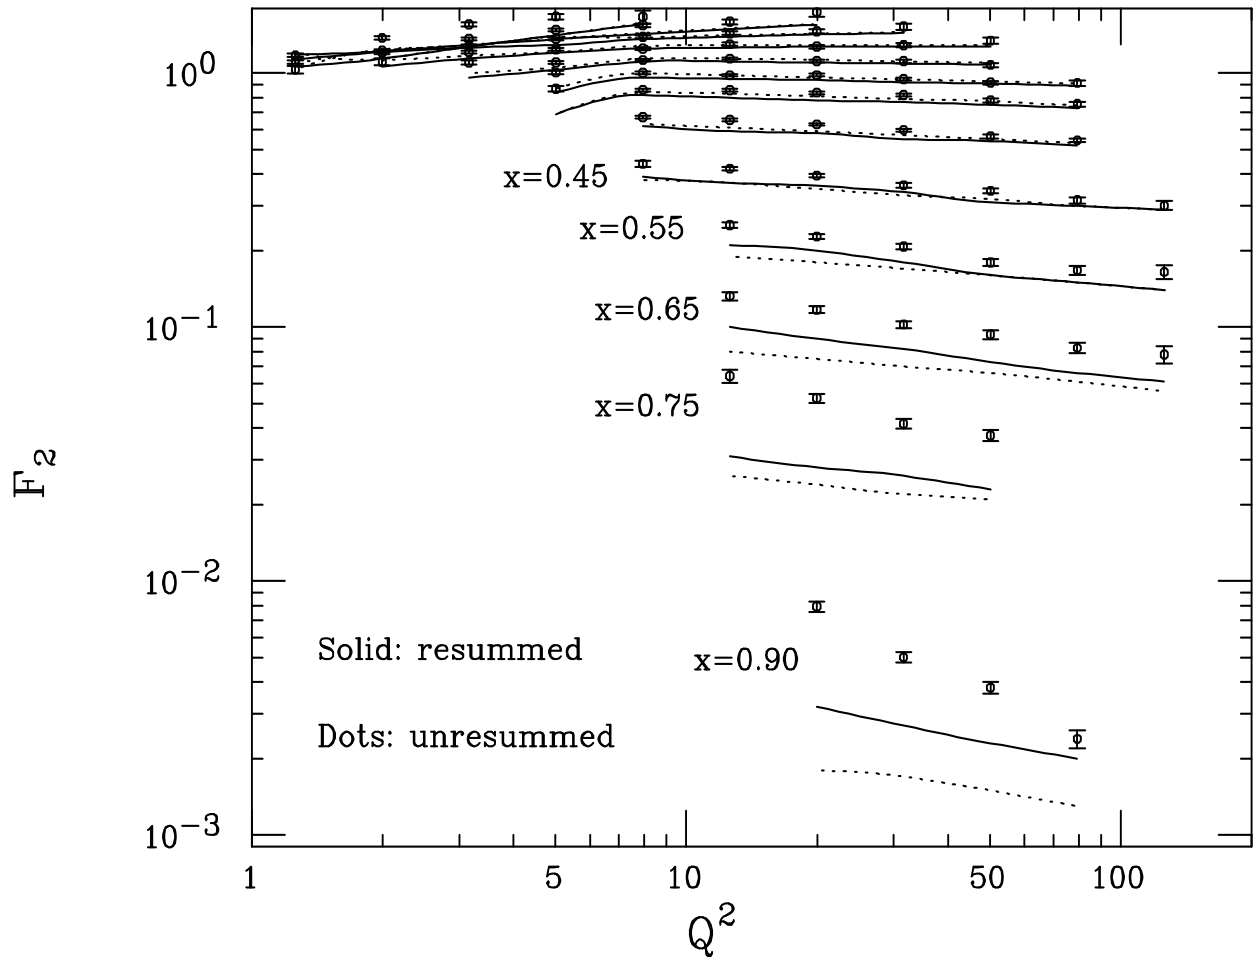 10^0
x=0.45
x=0.55
x=0.65
10^-1
x=0.75
F_2
10^-2
Solid: resummed
x=0.90
Dots: unresummed
10^-3
1 5 10 50 100
Q^2